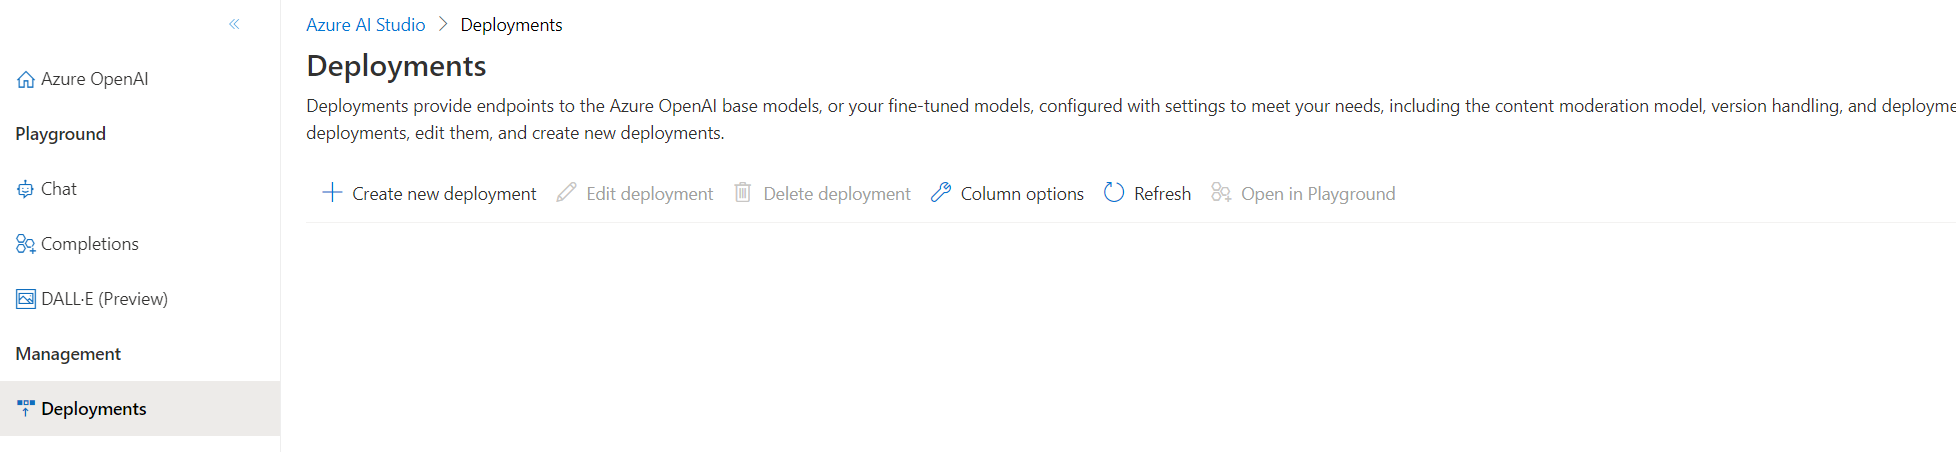 Azure OpenAI
Playground
Chat
Completions
DALL·E (Preview)
Management
Deployments
Azure AI Studio > Deployments
Deployments
Deployments provide endpoints to the Azure OpenAI base models, or your fine-tuned models, configured with settings to meet your needs, including the content moderation model, version handling, and deployme
deployments, edit them, and create new deployments.
Create new deployment Edit deployment Delete deployment Column options Refresh Open in Playground